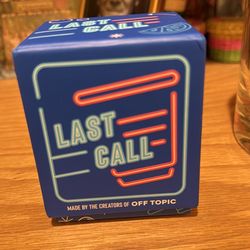 LAST
CALL
LAST
CALL
MADE BY THE CREATORS OF OFF TOPIC